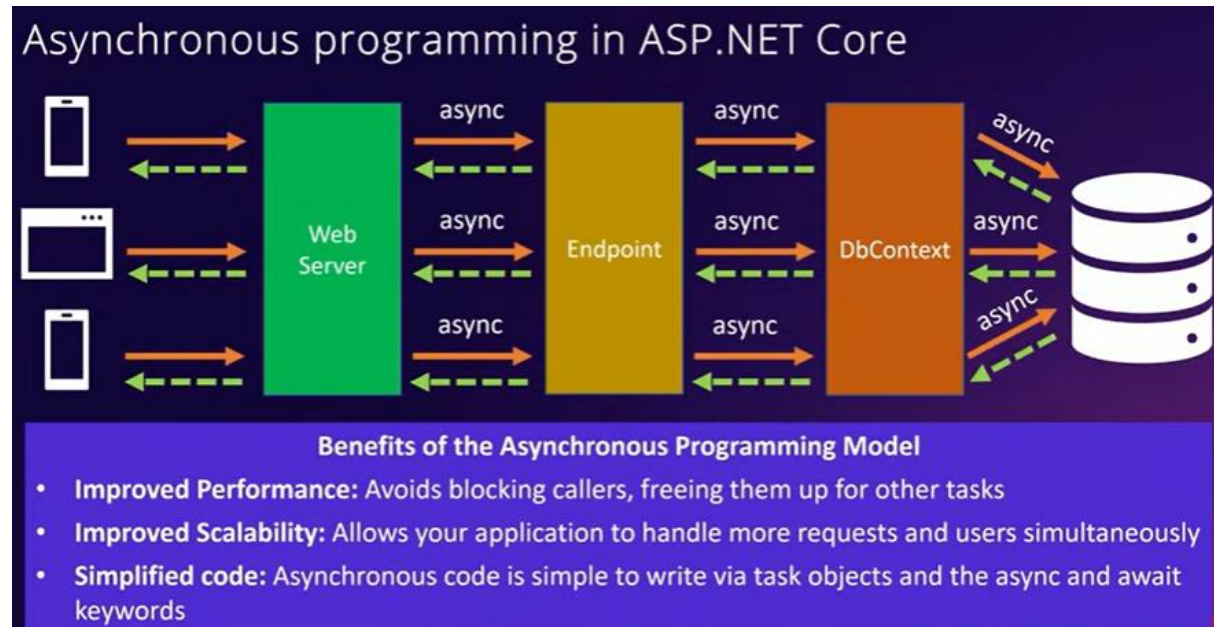 Asynchronous programming in ASP.NET Core
async
async
async
Web
Server
async
Endpoint
async
DbContext
async
async
async
async
Benefits of the Asynchronous Programming Model
• Improved Performance: Avoids blocking callers, freeing them up for other tasks
• Improved Scalability: Allows your application to handle more requests and users simultaneously
• Simplified code: Asynchronous code is simple to write via task objects and the async and await
keywords